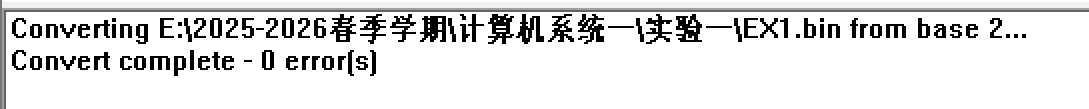 Converting E:\2025-2026春季学期\计算机系统一\实验一\EX1.bin from base 2...
Convert complete - 0 error(s)